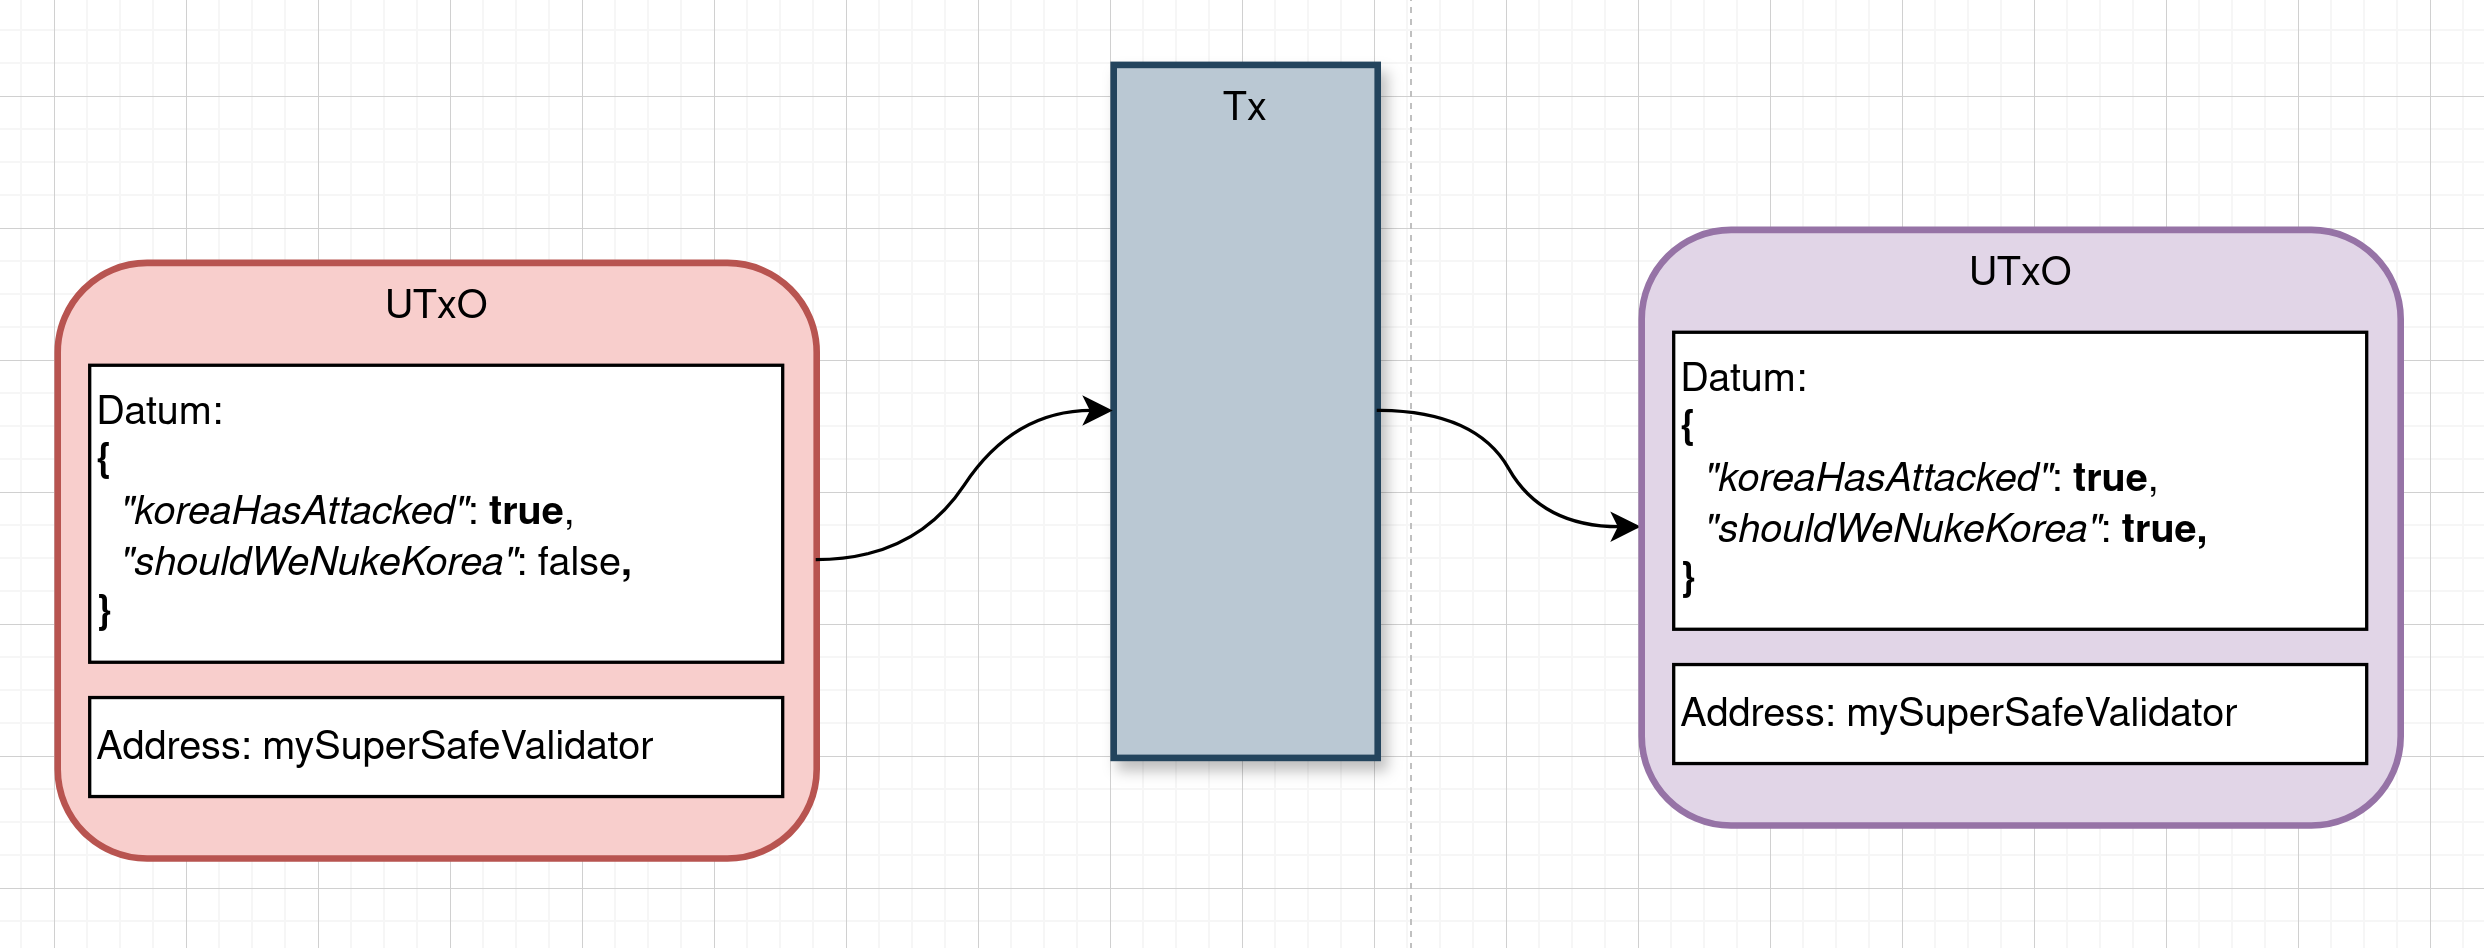 UTxO
Datum:
{
"koreaHasAttacked": true,
"shouldWeNukeKorea": false,
}
Address: mySuperSafeValidator
Tx
UTxO
Datum:
{
"koreaHasAttacked": true,
"shouldWeNukeKorea": true,
}
Address: mySuperSafeValidator